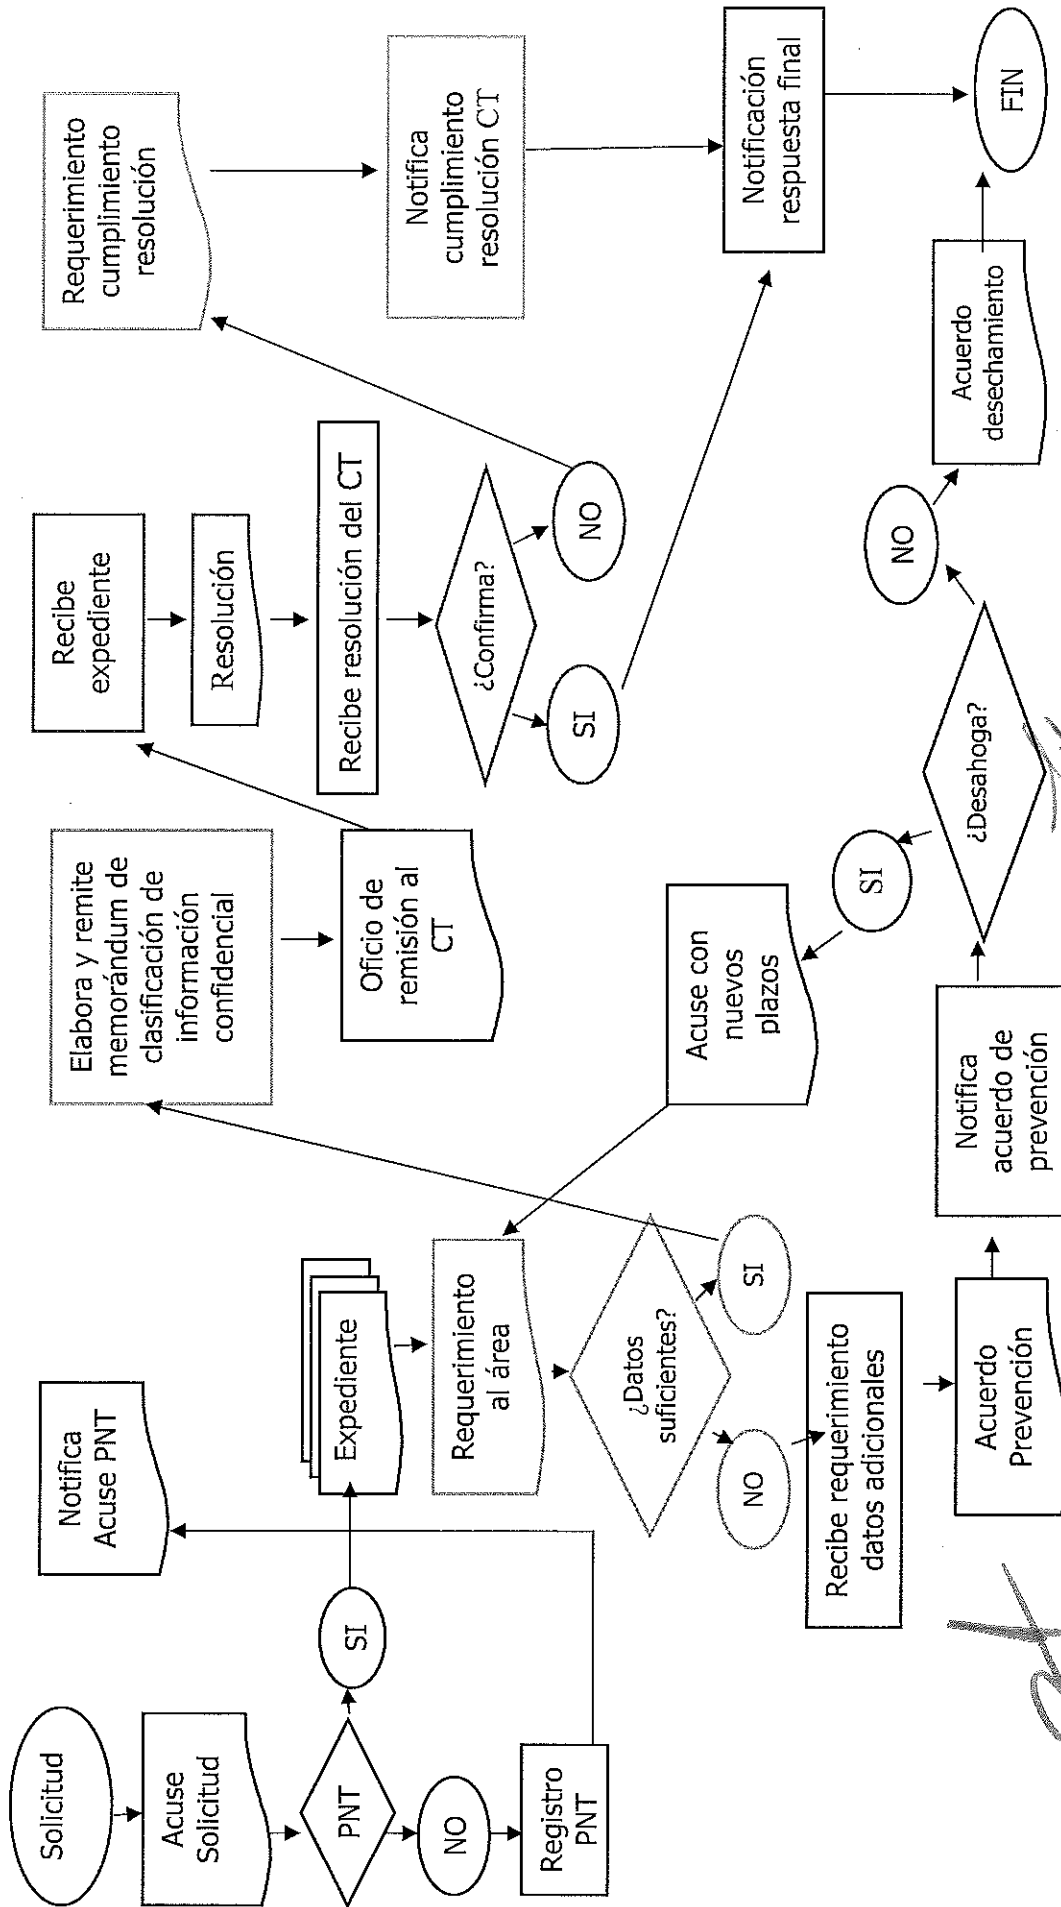 Solicitud
Acuse
Solicitud
PNT
NO
Registro
PNT
SI
Notifica
Acuse PNT
Expediente
Requerimiento
al área
¿Datos
suficientes?
NO
SI
Recibe requerimiento
datos adicionales
Acuerdo
Prevención
Notifica
acuerdo de
prevención
¿Desahoga?
SI
NO
Acuse con
nuevos
plazos
Acuerdo
desechamiento
Elabora y remite
memorándum de
clasificación de
información
confidencial
Oficio de
remisión al
CT
Recibe
expediente
Resolución
Recibe resolución del CT
¿Confirma?
SI
NO
Requerimiento
cumplimiento
resolución
Notifica
cumplimiento
resolución CT
Notificación
respuesta final
FIN